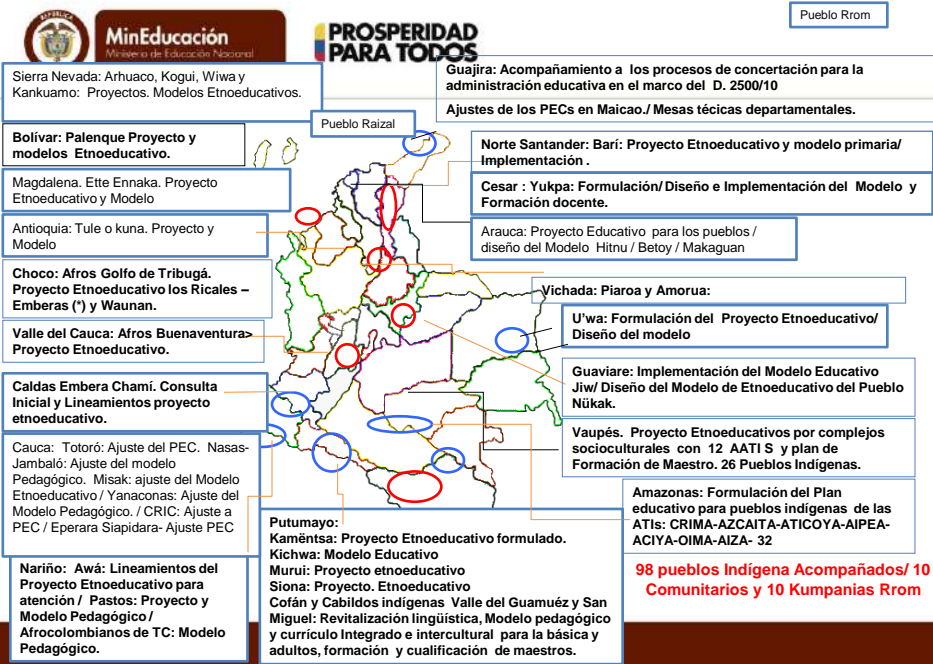 REPÚBLICA
MinEducación
Ministerio de Educación Nacional
PROSPERIDAD
PARA TODOS
Pueblo Rrom
Sierra Nevada: Arhuaco, Kogui, Wiwa y
Kankuamo: Proyectos. Modelos Etnoeducativos.
Guajira: Acompañamiento a los procesos de concertación para la
administración educativa en el marco del D. 2500/10
Ajustes de los PECs en Maicao./ Mesas técicas departamentales.
Pueblo Raizal
Bolívar: Palenque Proyecto y
modelos Etnoeducativo.
Norte Santander: Barí: Proyecto Etnoeducativo y modelo primaria/
Implementación .
Magdalena. Ette Ennaka. Proyecto
Etnoeducativo y Modelo
Cesar : Yukpa: Formulación/ Diseño e Implementación del Modelo y
Formación docente.
Antioquia: Tule o kuna. Proyecto y
Modelo
Arauca: Proyecto Educativo para los pueblos /
diseño del Modelo Hitnu / Betoy / Makaguan
Choco: Afros Golfo de Tribugá.
Proyecto Etnoeducativo los Ricales –
Emberas (*) y Waunan.
Vichada: Piaroa y Amorua:
U’wa: Formulación del Proyecto Etnoeducativo/
Diseño del modelo
Valle del Cauca: Afros Buenaventura>
Proyecto Etnoeducativo.
Guaviare: Implementación del Modelo Educativo
Jiw/ Diseño del Modelo de Etnoeducativo del Pueblo
Nükak.
Caldas Embera Chamí. Consulta
Inicial y Lineamientos proyecto
etnoeducativo.
Vaupés. Proyecto Etnoeducativos por complejos
socioculturales con 12 AATI S y plan de
Formación de Maestro. 26 Pueblos Indígenas.
Cauca: Totoró: Ajuste del PEC. Nasas-
Jambaló: Ajuste del modelo
Pedagógico. Misak: ajuste del Modelo
Etnoeducativo / Yanaconas: Ajuste del
Modelo Pedagógico. / CRIC: Ajuste a
PEC / Eperara Siapidara- Ajuste PEC
Amazonas: Formulación del Plan
educativo para pueblos indígenas de las
ATIs: CRIMA-AZCAITA-ATICOYA-AIPEA-
ACIYA-OIMA-AIZA- 32
Putumayo:
Kamëntsa: Proyecto Etnoeducativo formulado.
Kichwa: Modelo Educativo
Murui: Proyecto etnoeducativo
Siona: Proyecto. Etnoeducativo
Cofán y Cabildos indígenas Valle del Guamuéz y San
Miguel: Revitalización lingüística, Modelo pedagógico
y currículo Integrado e intercultural para la básica y
adultos, formación y cualificación de maestros.
Nariño: Awá: Lineamientos del
Proyecto Etnoeducativo para
atención / Pastos: Proyecto y
Modelo Pedagógico /
Afrocolombianos de TC: Modelo
Pedagógico.
98 pueblos Indígena Acompañados/ 10
Comunitarios y 10 Kumpanias Rrom